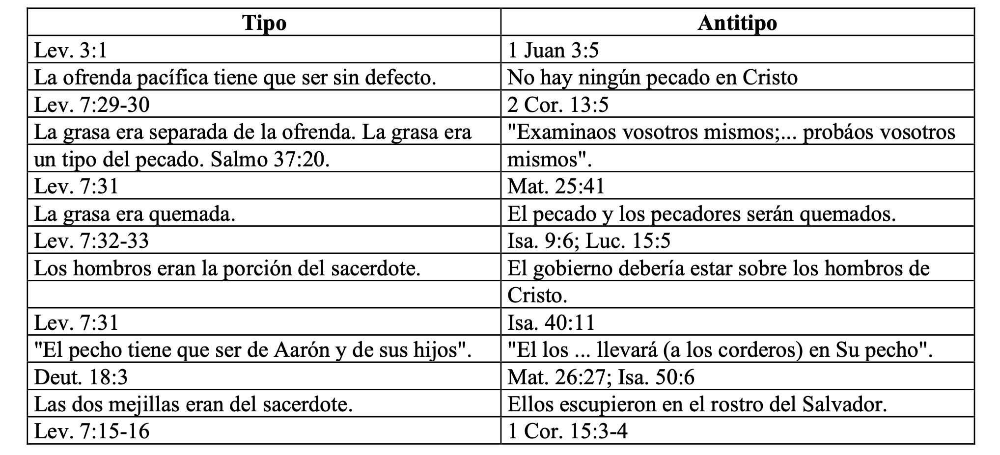 Tipo Antitipo
Lev. 3:1 1 Juan 3:5
La ofrenda pacífica tiene que ser sin defecto. No hay ningún pecado en Cristo
Lev. 7:29-30 2 Cor. 13:5
La grasa era separada de la ofrenda. La grasa era "Examinaos vosotros mismos;... probáos vosotros
un tipo del pecado. Salmo 37:20. mismos".
Lev. 7:31 Mat. 25:41
La grasa era quemada. El pecado y los pecadores serán quemados.
Lev. 7:32-33 Isa. 9:6; Luc. 15:5
Los hombros eran la porción del sacerdote. El gobierno debería estar sobre los hombros de
Cristo.
Lev. 7:31 Isa. 40:11
"El pecho tiene que ser de Aarón y de sus hijos". "El los ... llevará (a los corderos) en Su pecho".
Deut. 18:3 Mat. 26:27; Isa. 50:6
Las dos mejillas eran del sacerdote. Ellos escupieron en el rostro del Salvador.
Lev. 7:15-16 1 Cor. 15:3-4